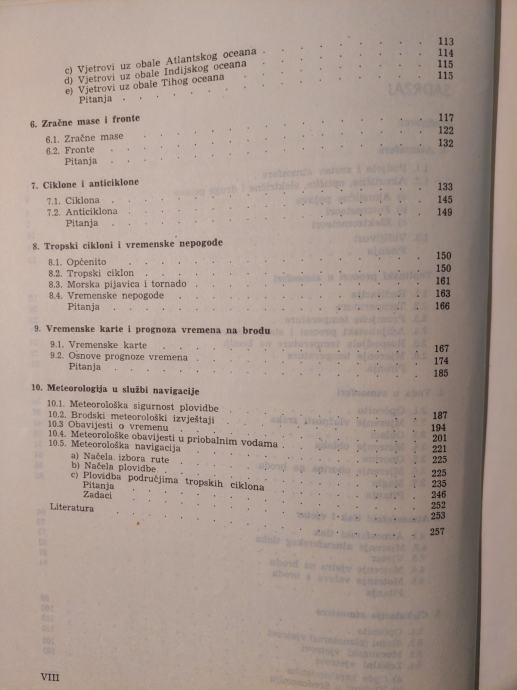 c) Vjetrovi uz obale Atlantskog oceana . . . . . . 113
d) Vjetrovi uz obale Indijskog oceana . . . . . . 114
e) Vjetrovi uz obale Tihog oceana . . . . . . 115
Pitanja . . . . . . 115
6. Zračne mase i fronte
6.1. Zračne mase . . . . . . 117
6.2. Fronte . . . . . . 122
Pitanja . . . . . . 132
7. Ciklone i anticiklone
7.1. Ciklona . . . . . . 133
7.2. Anticiklona . . . . . . 145
Pitanja . . . . . . 149
8. Tropski cikloni i vremenske nepogode
8.1. Općenito . . . . . . 150
8.2. Tropski ciklon . . . . . . 150
8.3. Morska pijavica i tornado . . . . . . 161
8.4. Vremenske nepogode . . . . . . 163
Pitanja . . . . . . 166
9. Vremenske karte i prognoza vremena na brodu
9.1. Vremenske karte . . . . . . 167
9.2. Osnove prognoze vremena . . . . . . 174
Pitanja . . . . . . 185
10. Meteorologija u službi navigacije
10.1. Meteorološka sigurnost plovidbe . . . . . . 187
10.2. Brodski meteorološki izvještaji . . . . . . 194
10.3 Obavijesti o vremenu . . . . . . 201
10.4. Meteorološke obavijesti u priobalnim vodama . . . . . . 221
10.5. Meteorološka navigacija . . . . . . 225
a) Načela izbora rute . . . . . . 225
b) Načela plovidbe . . . . . . 235
c) Plovidba područjima tropskih ciklona . . . . . . 246
Pitanja . . . . . . 252
Zadaci . . . . . . 253
Literatura . . . . . . 257
VIII